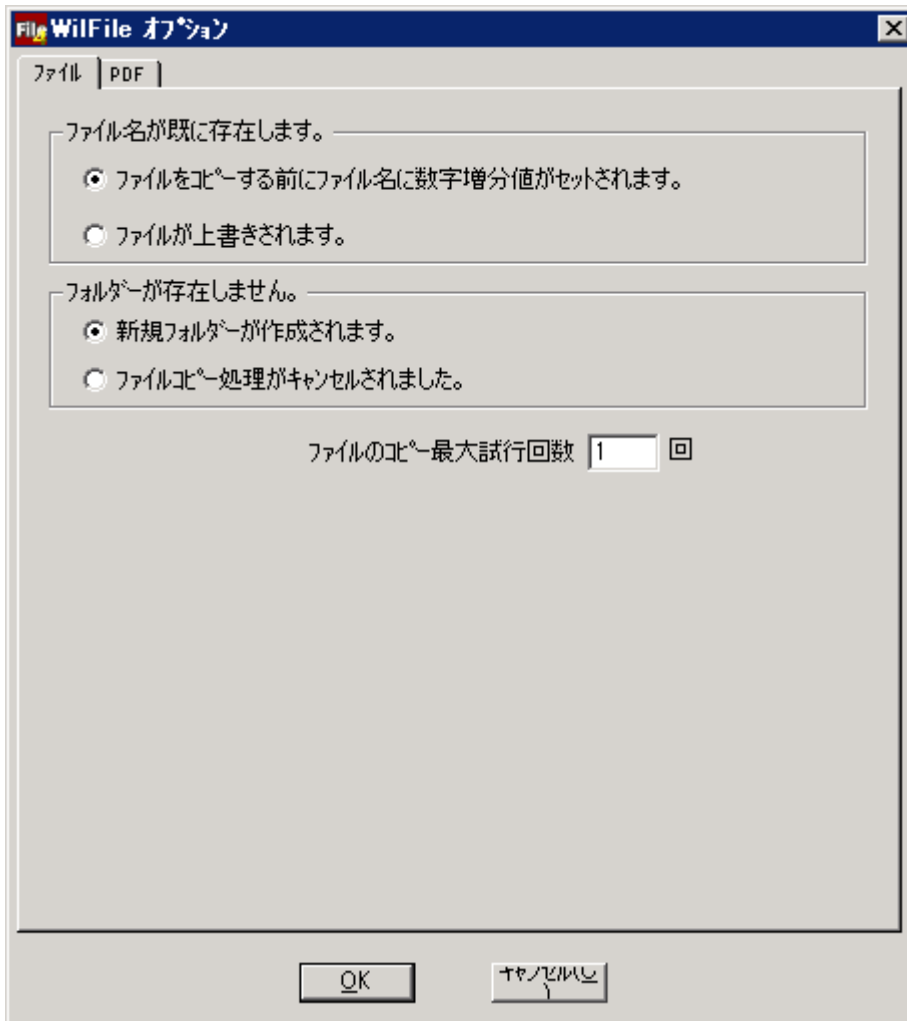 File WilFile ｵﾌﾟｼｮﾝ
ﾌｧｲﾙ PDF
ﾌｧｲﾙ名が既に存在します。
ﾌｧｲﾙをｺﾋﾟｰする前にﾌｧｲﾙ名に数字増分値がｾｯﾄされます。
ﾌｧｲﾙが上書きされます。
ﾌｫﾙﾀﾞｰが存在しません。
新規ﾌｫﾙﾀﾞｰが作成されます。
ﾌｧｲﾙｺﾋﾟｰ処理がｷｬﾝｾﾙされました。
ﾌｧｲﾙのｺﾋﾟｰ最大試行回数 1 回
OK ｷｬﾝｾﾙ(C
)